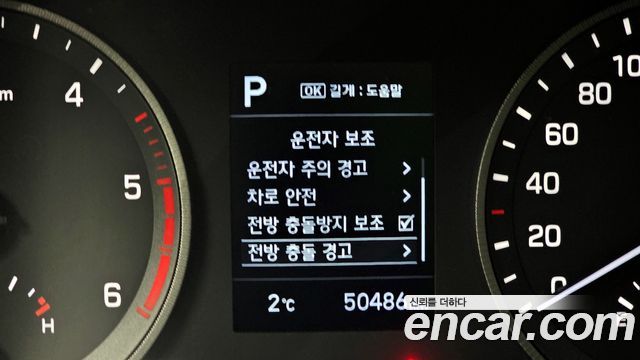 m
4
5
6
H
P
OK 길게 : 도움말
운전자 보조
운전자 주의 경고 >
차로 안전 >
전방 충돌방지 보조
전방 충돌 경고 >
2℃ 50486
0
20
40
60
80
10
신뢰를 더하다
encar.com